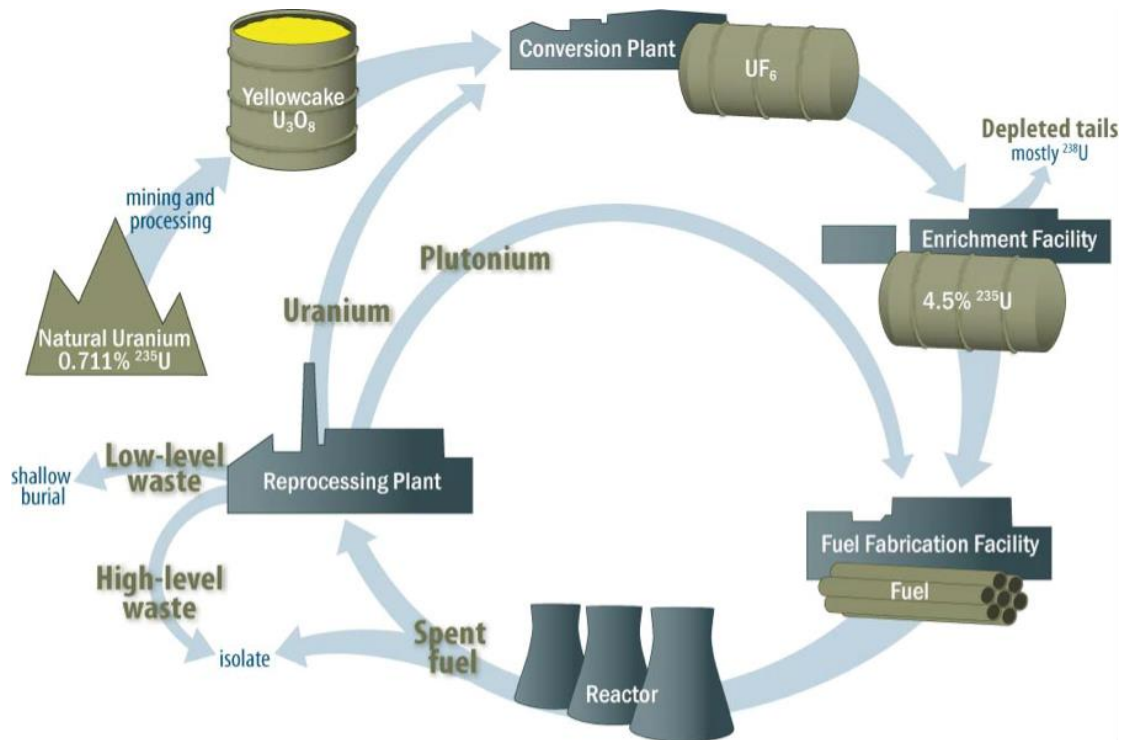 Yellowcake
U₃O₈
Conversion Plant
UF₆
Depleted tails
mostly ²³⁸U
mining and
processing
Enrichment Facility
4.5% ²³⁵U
Plutonium
Uranium
Natural Uranium
0.711% ²³⁵U
Low-level
waste
shallow
burial
Reprocessing Plant
Fuel Fabrication Facility
Fuel
High-level
waste
isolate
Spent
fuel
Reactor